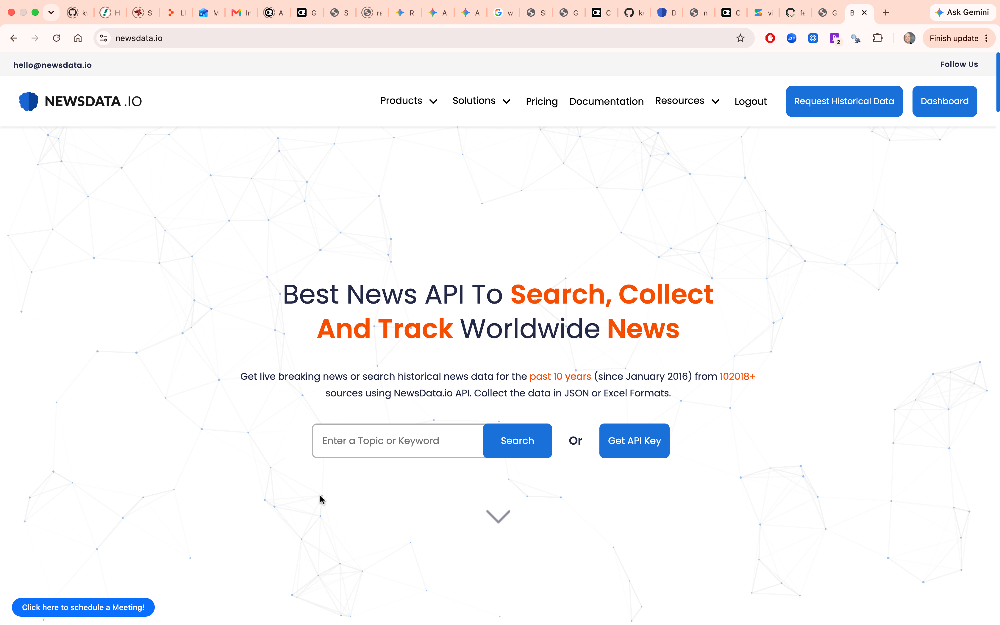 Ask Gemini
newsdata.io
zm
2
Finish update
hello@newsdata.io
Follow Us
NEWSDATA .IO
Products
Solutions
Pricing
Documentation
Resources
Logout
Request Historical Data
Dashboard
Best News API To Search, Collect
And Track Worldwide News
Get live breaking news or search historical news data for the past 10 years (since January 2016) from 102018+
sources using NewsData.io API. Collect the data in JSON or Excel Formats.
Enter a Topic or Keyword
Search
Or
Get API Key
Click here to schedule a Meeting!